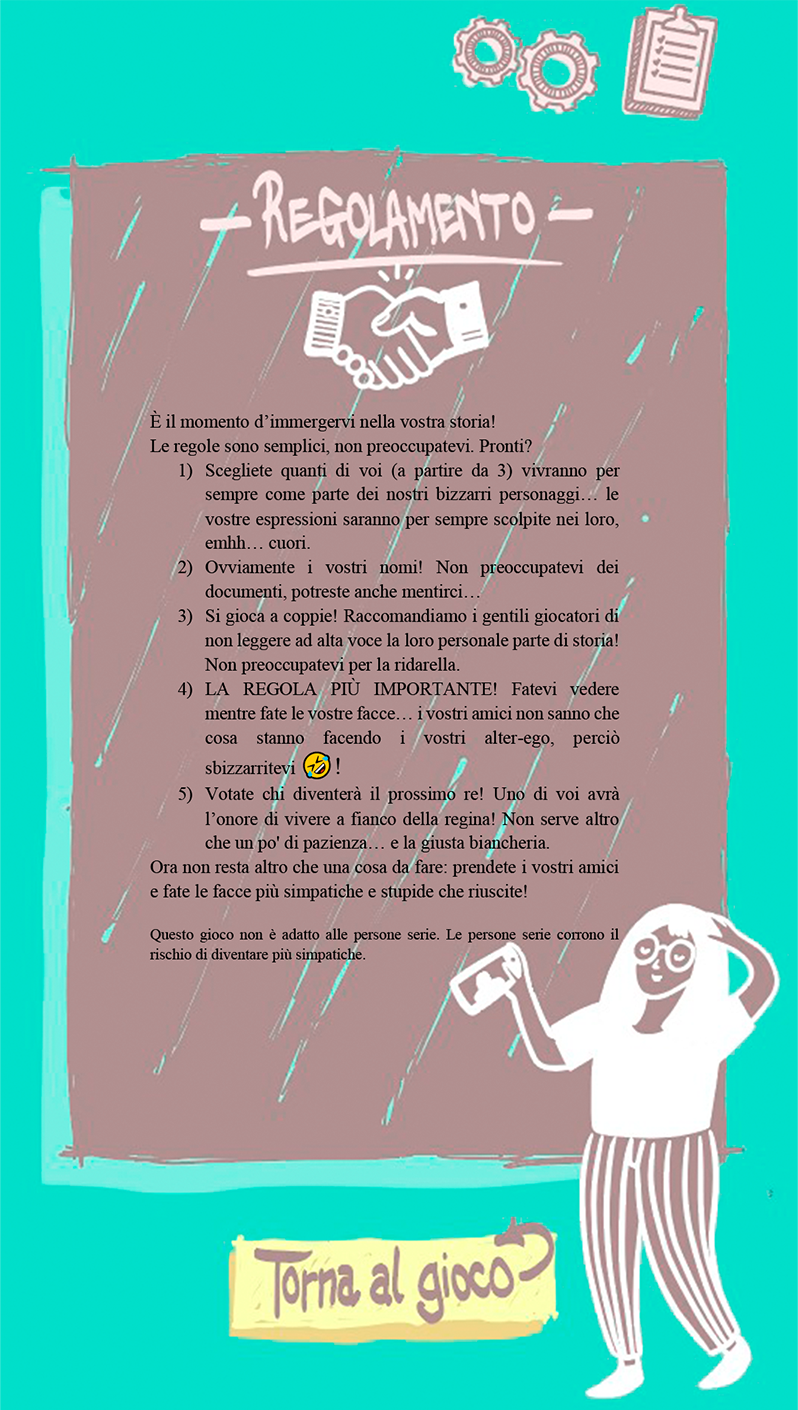 — REGOLAMENTO —
È il momento d’immergervi nella vostra storia!
Le regole sono semplici, non preoccupatevi. Pronti?
1) Scegliete quanti di voi (a partire da 3) vivranno per
sempre come parte dei nostri bizzarri personaggi… le
vostre espressioni saranno per sempre scolpite nei loro,
emhh… cuori.
2) Ovviamente i vostri nomi! Non preoccupatevi dei
documenti, potreste anche mentirci…
3) Si gioca a coppie! Raccomandiamo i gentili giocatori di
non leggere ad alta voce la loro personale parte di storia!
Non preoccupatevi per la ridarella.
4) LA REGOLA PIÙ IMPORTANTE! Fatevi vedere
mentre fate le vostre facce… i vostri amici non sanno che
cosa stanno facendo i vostri alter-ego, perciò
sbizzarritevi 🤣!
5) Votate chi diventerà il prossimo re! Uno di voi avrà
l’onore di vivere a fianco della regina! Non serve altro
che un po' di pazienza… e la giusta biancheria.
Ora non resta altro che una cosa da fare: prendete i vostri amici
e fate le facce più simpatiche e stupide che riuscite!
Questo gioco non è adatto alle persone serie. Le persone serie corrono il
rischio di diventare più simpatiche.
Torna al gioco